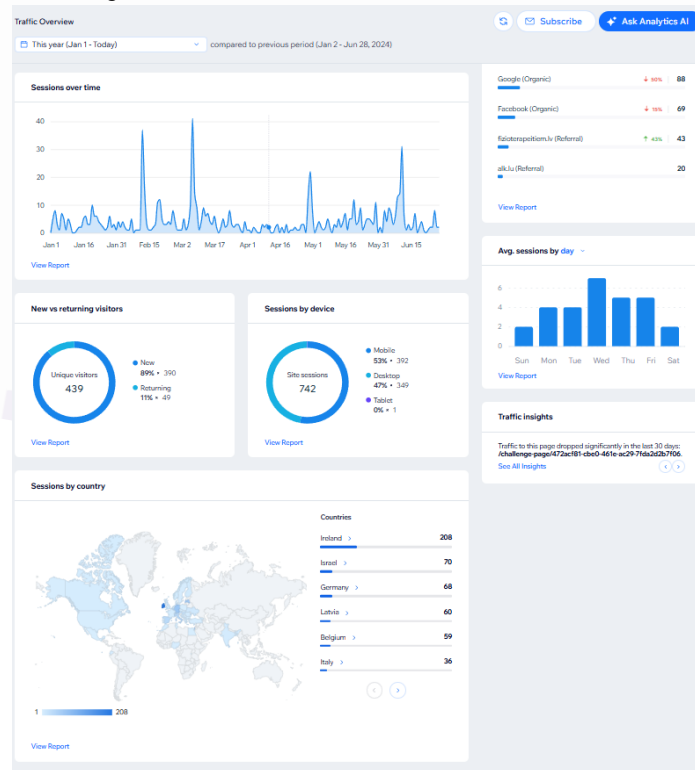 Traffic Overview
Subscribe
Ask Analytics AI
This year (Jan 1 - Today)
compared to previous period (Jan 2 - Jun 28, 2024)
Sessions over time
40
30
20
10
0
Jan 1 Jan 16 Jan 31 Feb 15 Mar 2 Mar 17 Apr 1 Apr 16 May 1 May 16 May 31 Jun 15
View Report
Google (Organic) 88
Facebook (Organic) 15% 69
fizioterapeitiem.lv (Referral) 43% 43
alk.lu (Referral) 20
View Report
Avg. sessions by day
6
4
2
0
Sun Mon Tue Wed Thu Fri Sat
View Report
New vs returning visitors
Unique visitors
439
New
89% • 390
Returning
11% • 49
View Report
Sessions by device
Site sessions
742
Mobile
53% • 392
Desktop
47% • 349
Tablet
0% • 1
View Report
Traffic insights
Traffic to this page dropped significantly in the last 30 days:
/challenge-page/472acf81-cbe0-461e-ac29-7fda2d2b7f06.
See All Insights
Sessions by country
Countries
Ireland 208
Israel 70
Germany 68
Latvia 60
Belgium 59
Italy 36
1 208
View Report